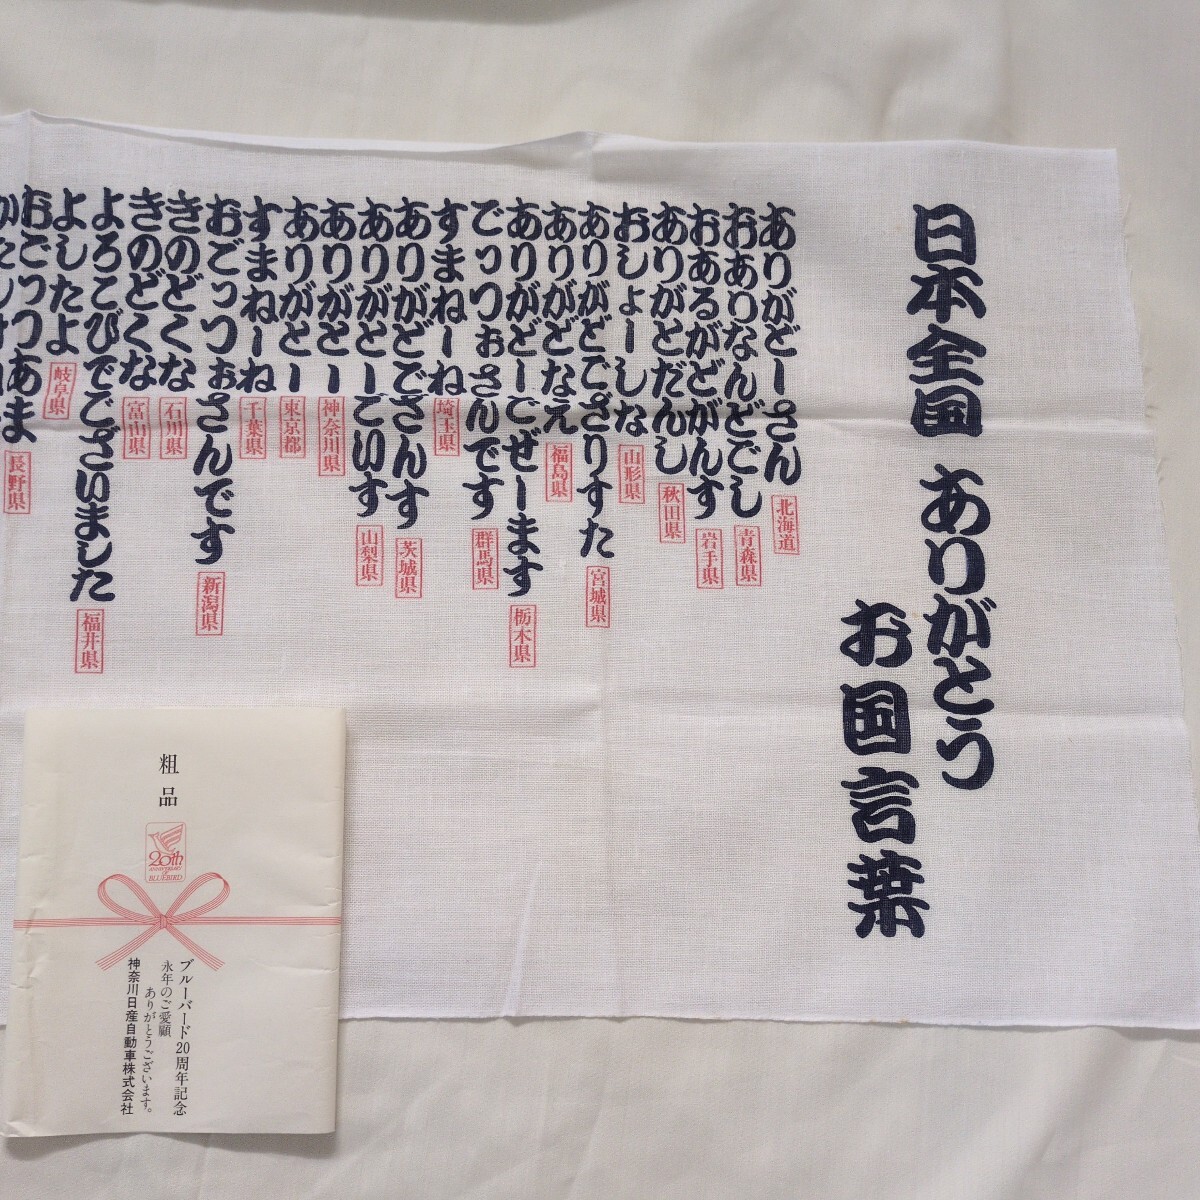 日本全国 ありがとう
お国言葉
ありがどーさん 北海道
おありなんどごし 青森県
おあるがどがんす 岩手県
ありがとだんし 秋田県
おしょーしな 山形県
ありがどござりすた 宮城県
ありがどなえ 福島県
ありがどーごぜーます 栃木県
でっつぉさんです 群馬県
すまねーね 埼玉県
ありがどでさんす 茨城県
ありがとーごいす 山梨県
ありがとー 神奈川県
ありがとー 東京都
すまねーね 千葉県
おごっつぉさんです 新潟県
きのどくな 石川県
きのどくな 富山県
よろこびでございました 福井県
よしたよ 岐阜県
おごっつあま 長野県
粗品
20th
ANNIVERSARY
BLUEBIRD
ブルーバード20周年記念
永年のご愛顧
ありがとうございます。
神奈川日産自動車株式会社